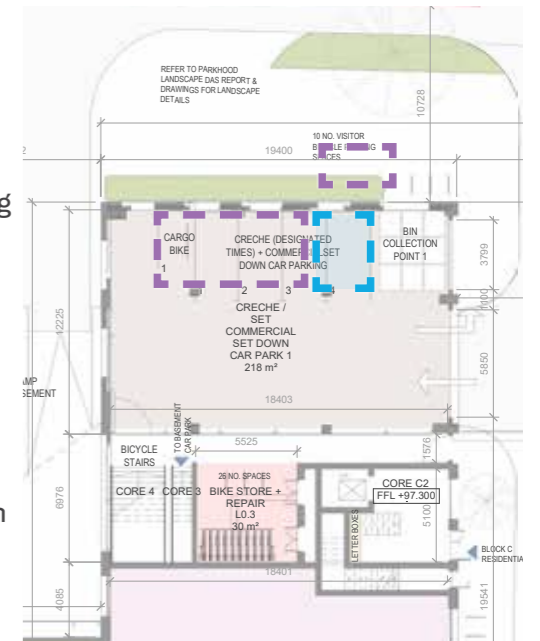 REFER TO PARKHOOD
LANDSCAPE DAS REPORT &
DRAWINGS FOR LANDSCAPE
DETAILS
10728
10 NO. VISITOR
SPACES
19400
g
CARGO
BIKE
1
CRECHE (DESIGNATED
TIMES) + COMMERCIAL SET
DOWN CAR PARKING
2
3
4
BIN
COLLECTION
POINT 1
3799
1100
CRECHE /
SET
COMMERCIAL
SET DOWN
CAR PARK 1
218 m²
12225
5850
18403
BICYCLE
STAIRS
TO BASEMENT
CAR PARK
5525
1576
26 NO. SPACES
BIKE STORE +
REPAIR
L0.3
30 m²
CORE 4
CORE 3
CORE C2
FFL +97.300
5100
LETTER BOXES
6976
n
BLOCK C
18401
4085
19541